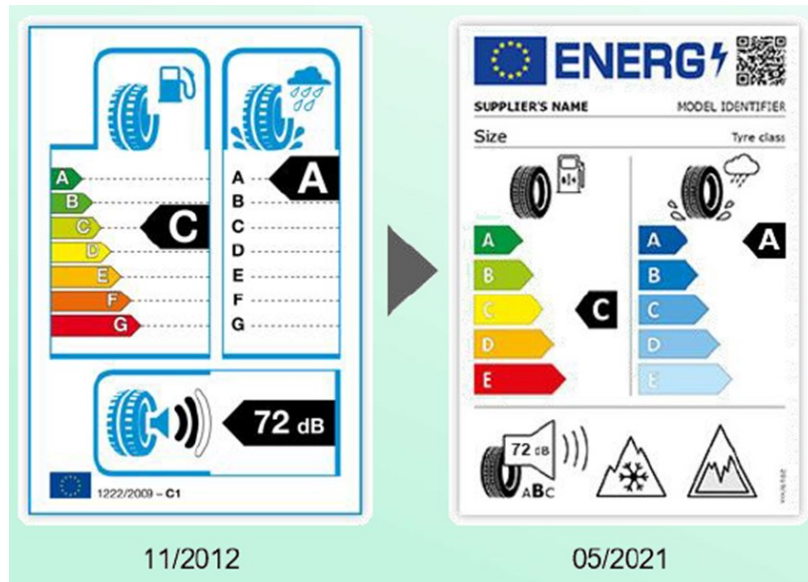 A
B
C
D
E
F
G
C
A
B
C
D
E
F
G
A
72 dB
1222/2009 – C1
11/2012
ENERG
SUPPLIER'S NAME MODEL IDENTIFIER
Size Tyre class
A
B
C
D
E
C
A
B
C
D
E
A
72 dB
ABC
05/2021